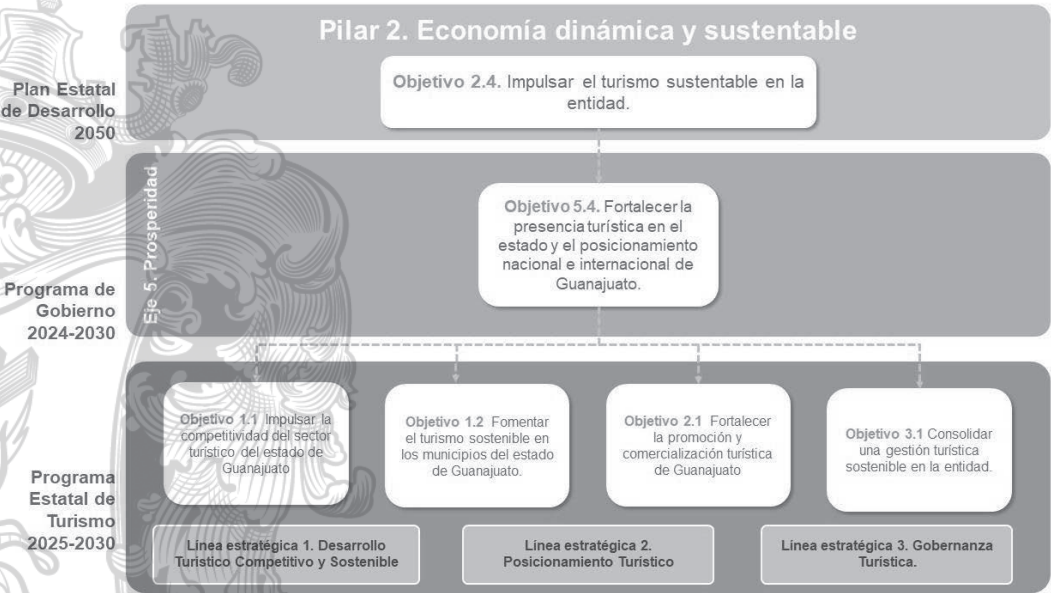 Pilar 2. Economía dinámica y sustentable
Plan Estatal
de Desarrollo
2050
Objetivo 2.4. Impulsar el turismo sustentable en la
entidad.
Programa de
Gobierno
2024-2030
Eje 5. Prosperidad
Objetivo 5.4. Fortalecer la
presencia turística en el
estado y el posicionamiento
nacional e internacional de
Guanajuato.
Programa
Estatal de
Turismo
2025-2030
Objetivo 1.1 Impulsar la
competitividad del sector
turístico del estado de
Guanajuato
Objetivo 1.2 Fomentar
el turismo sostenible en
los municipios del estado
de Guanajuato.
Objetivo 2.1 Fortalecer
la promoción y
comercialización turística
de Guanajuato
Objetivo 3.1 Consolidar
una gestión turística
sostenible en la entidad.
Línea estratégica 1. Desarrollo
Turistico Competitivo y Sostenible
Línea estratégica 2.
Posicionamiento Turístico
Línea estratégica 3. Gobernanza
Turistica.